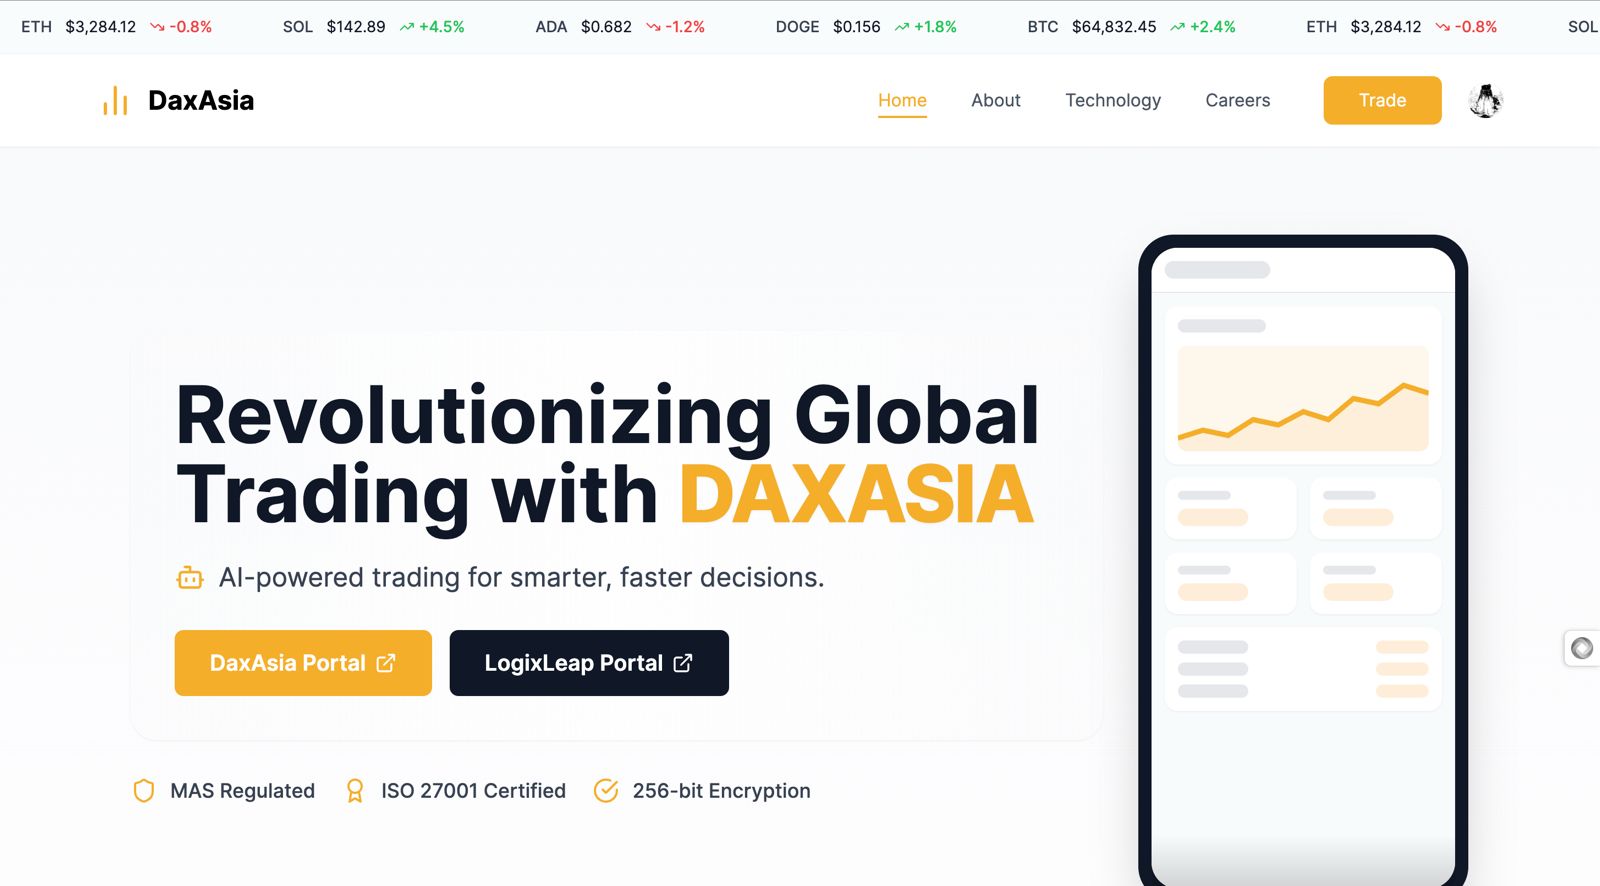 ETH $3,284.12 -0.8% SOL $142.89 +4.5% ADA $0.682 -1.2% DOGE $0.156 +1.8% BTC $64,832.45 +2.4% ETH $3,284.12 -0.8% SOL
DaxAsia Home About Technology Careers Trade
Revolutionizing Global
Trading with DAXASIA
AI-powered trading for smarter, faster decisions.
DaxAsia Portal LogixLeap Portal
MAS Regulated ISO 27001 Certified 256-bit Encryption